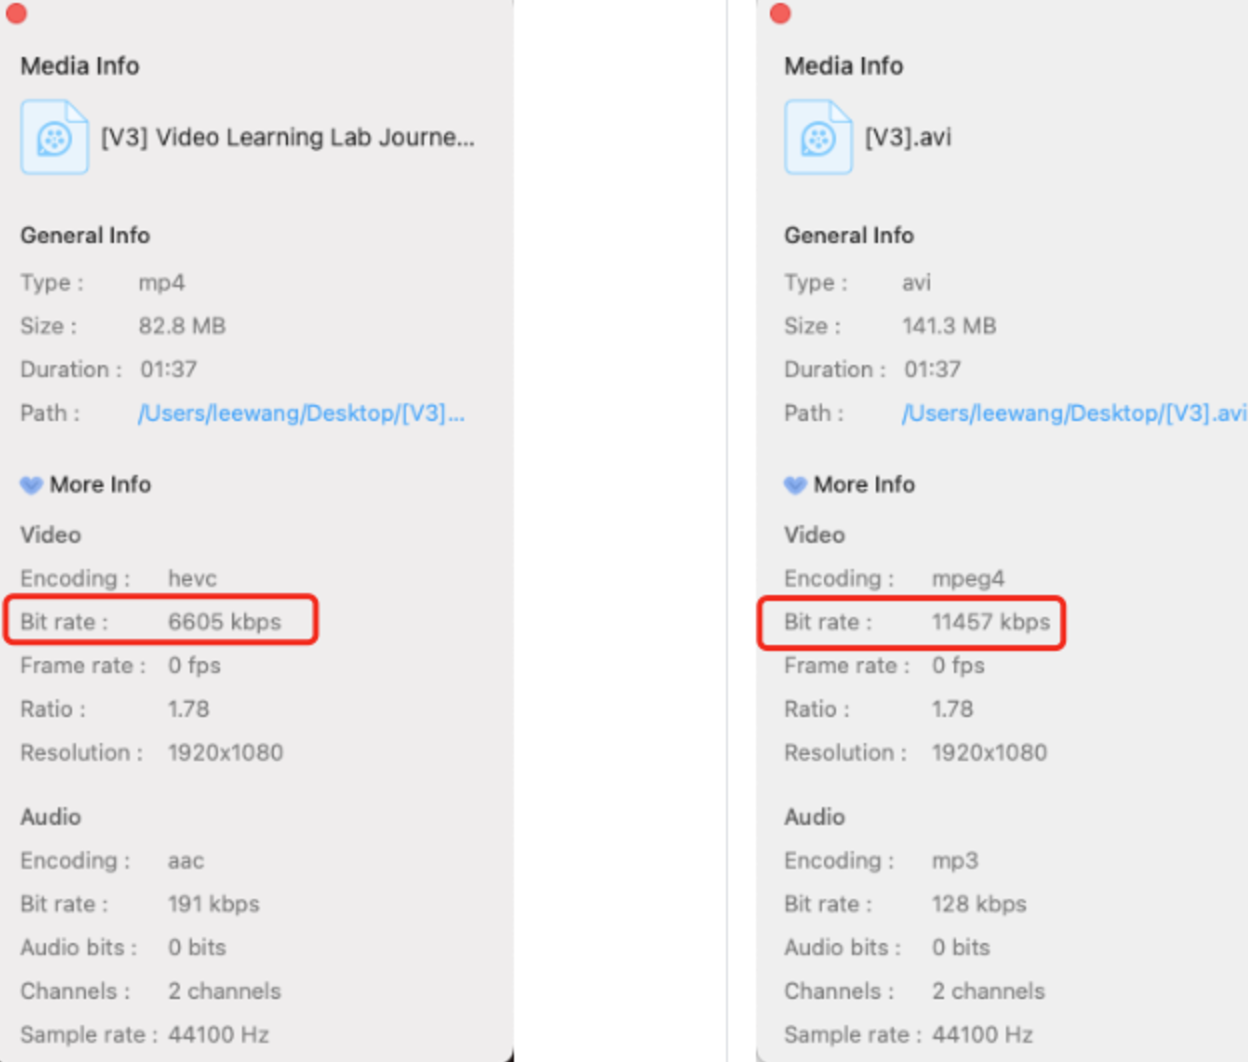 Media Info
[V3] Video Learning Lab Journe...
General Info
Type : mp4
Size : 82.8 MB
Duration : 01:37
Path : /Users/leewang/Desktop/[V3]...
More Info
Video
Encoding : hevc
Bit rate : 6605 kbps
Frame rate : 0 fps
Ratio : 1.78
Resolution : 1920x1080
Audio
Encoding : aac
Bit rate : 191 kbps
Audio bits : 0 bits
Channels : 2 channels
Sample rate : 44100 Hz
Media Info
[V3].avi
General Info
Type : avi
Size : 141.3 MB
Duration : 01:37
Path : /Users/leewang/Desktop/[V3].avi
More Info
Video
Encoding : mpeg4
Bit rate : 11457 kbps
Frame rate : 0 fps
Ratio : 1.78
Resolution : 1920x1080
Audio
Encoding : mp3
Bit rate : 128 kbps
Audio bits : 0 bits
Channels : 2 channels
Sample rate : 44100 Hz